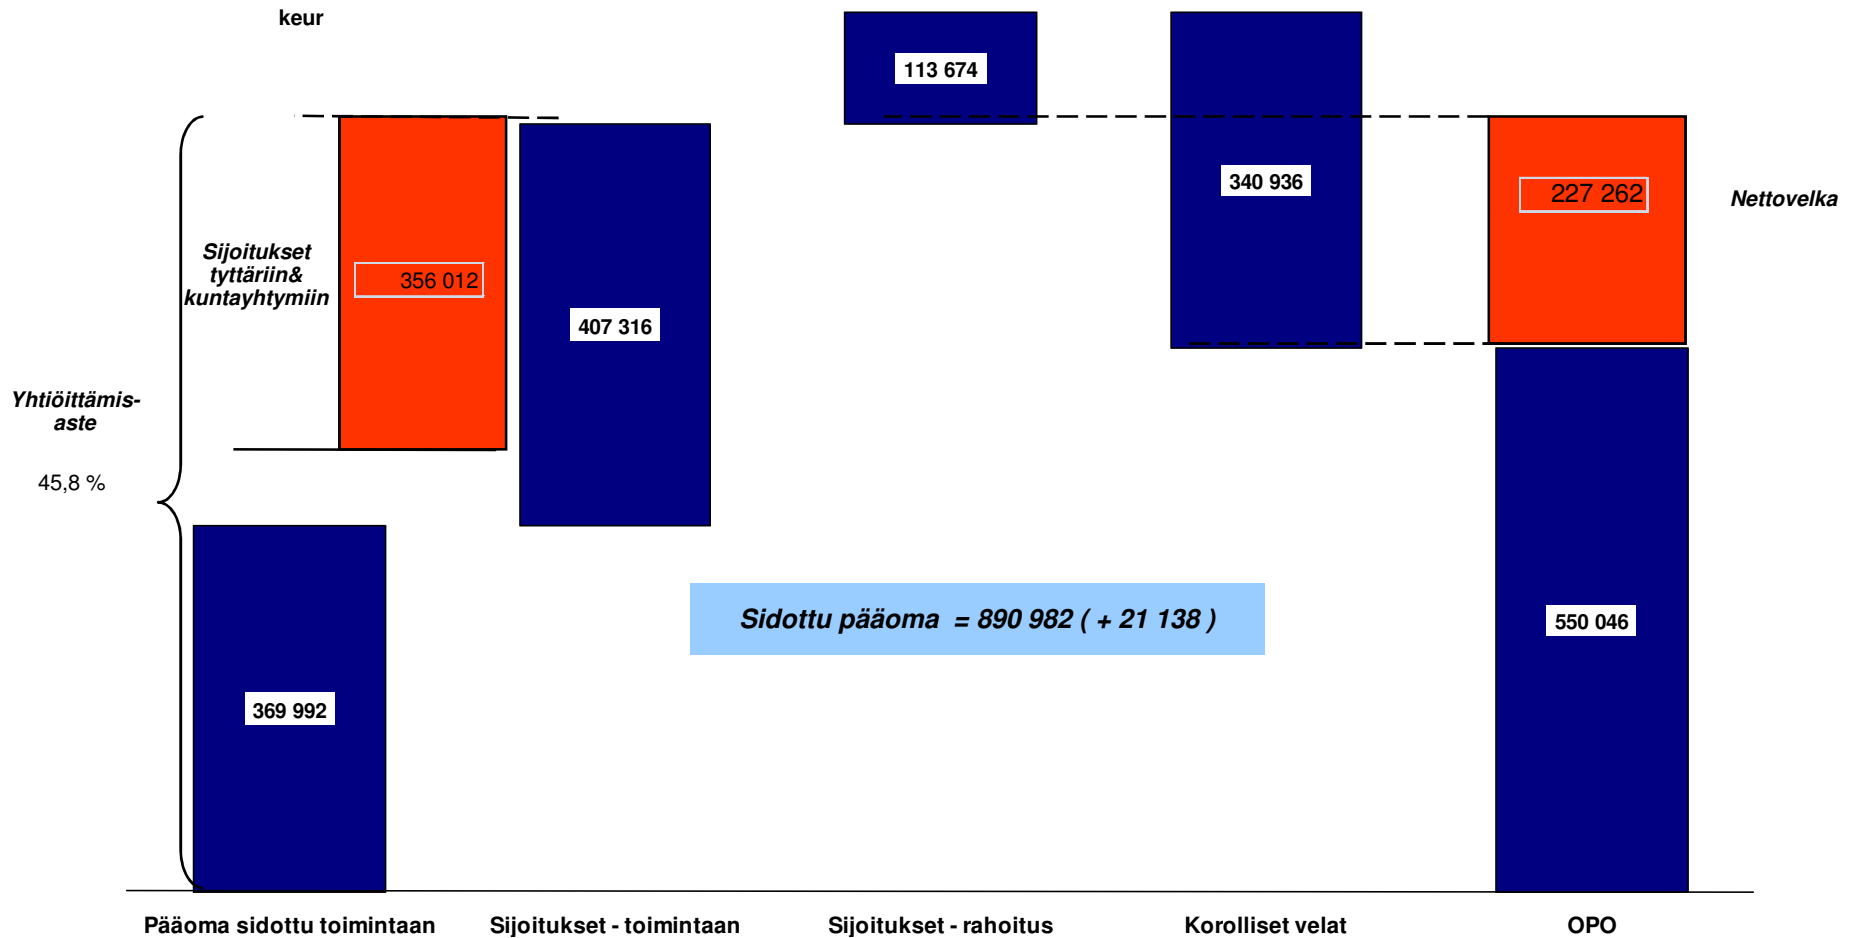 keur
113 674
340 936
227 262
Nettovelka
Sijoitukset
tyttäriin&
kuntayhtymiin
356 012
407 316
Yhtiöittämis-
aste
45,8 %
Sidottu pääoma = 890 982 ( + 21 138 )
550 046
369 992
Pääoma sidottu toimintaan
Sijoitukset - toimintaan
Sijoitukset - rahoitus
Korolliset velat
OPO